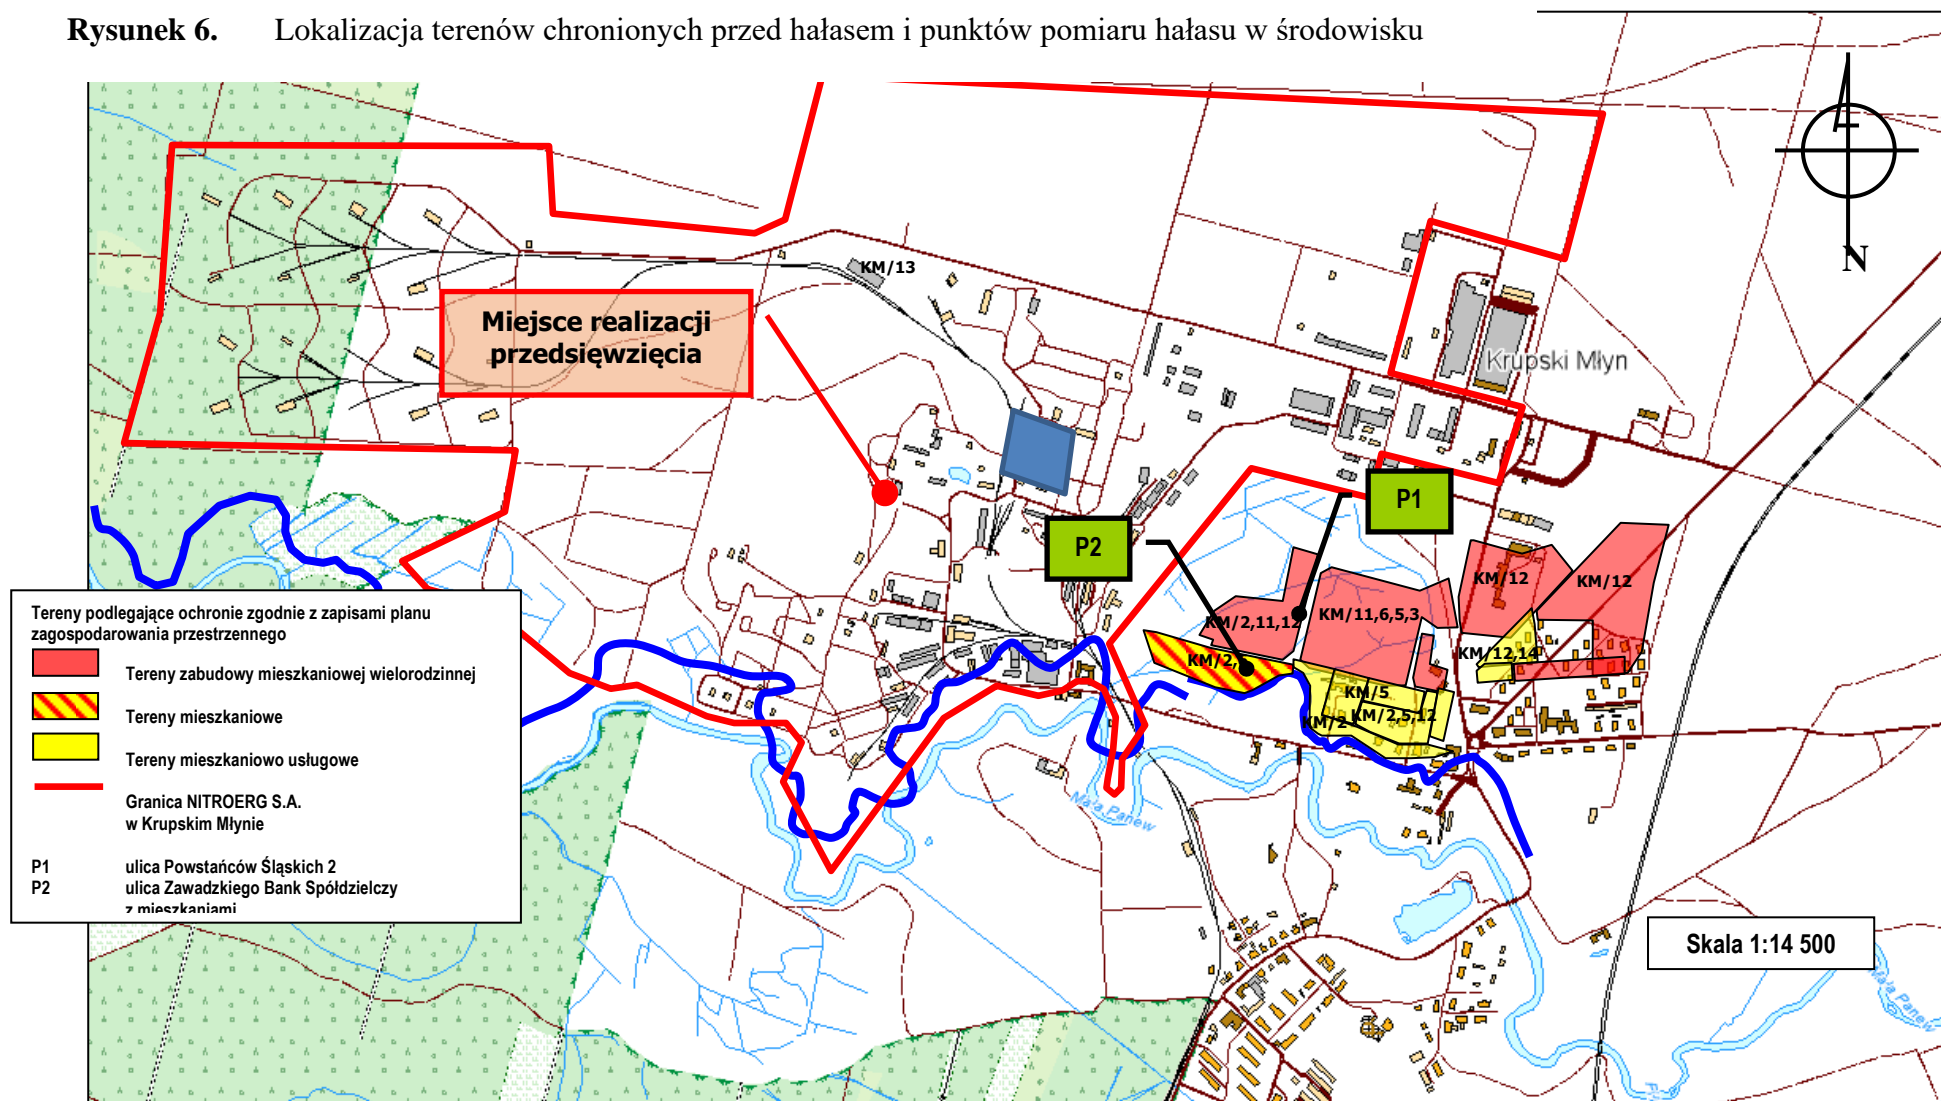 Rysunek 6. Lokalizacja terenów chronionych przed hałasem i punktów pomiaru hałasu w środowisku
N
KM/13
Miejsce realizacji
przedsięwzięcia
Krupski Młyn
P1
P2
KM/12
KM/12
KM/2,11,12
KM/11,6,5,3
KM/12,14
KM/2,
KM/5
KM/2
KM/2,5,12
Tereny podlegające ochronie zgodnie z zapisami planu
zagospodarowania przestrzennego
Tereny zabudowy mieszkaniowej wielorodzinnej
Tereny mieszkaniowe
Tereny mieszkaniowo usługowe
Granica NITROERG S.A.
w Krupskim Młynie
P1 ulica Powstańców Śląskich 2
P2 ulica Zawadzkiego Bank Spółdzielczy
z mieszkaniami
Mała Panew
Skala 1:14 500
Mała Panew